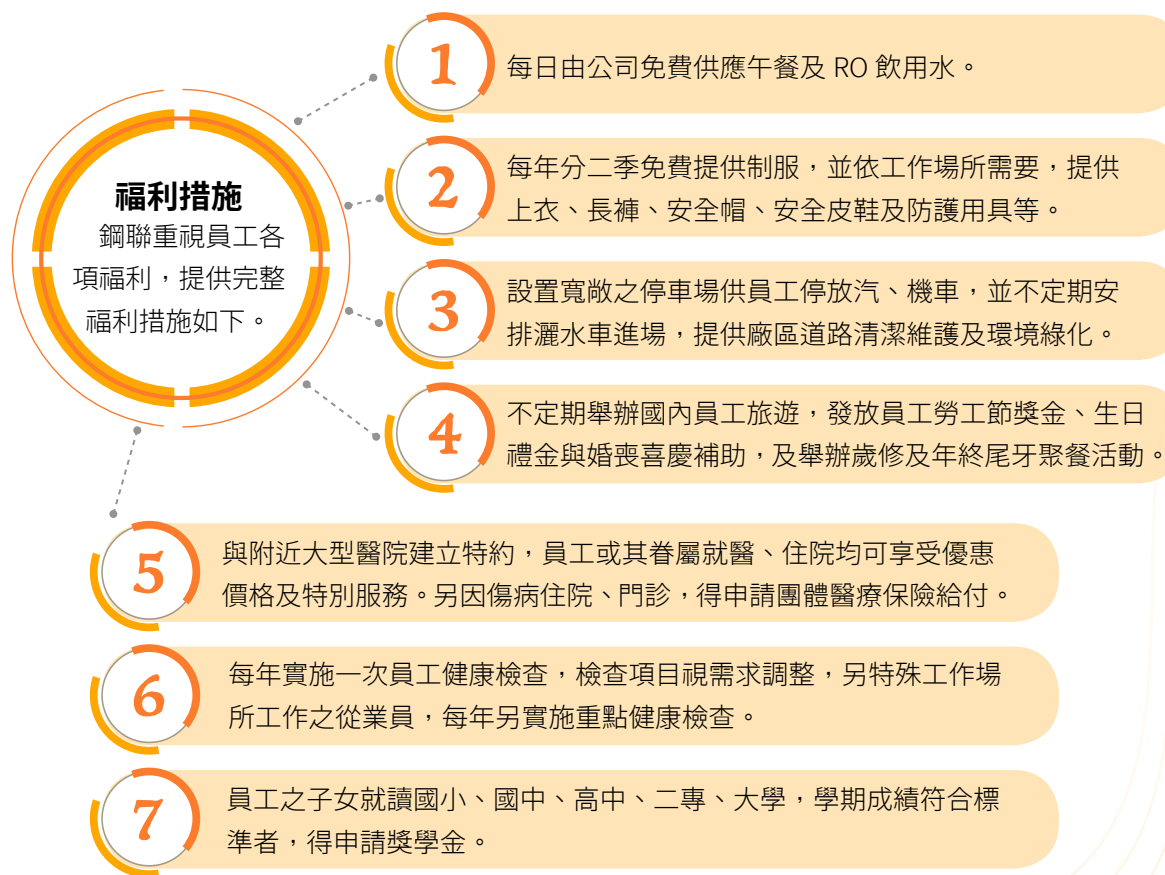 福利措施
鋼聯重視員工各
項福利，提供完整
福利措施如下。
1
每日由公司免費供應午餐及 RO 飲用水。
2
每年分二季免費提供制服，並依工作場所需要，提供
上衣、長褲、安全帽、安全皮鞋及防護用具等。
3
設置寬敞之停車場供員工停放汽、機車，並不定期安
排灑水車進場，提供廠區道路清潔維護及環境綠化。
4
不定期舉辦國內員工旅遊，發放員工勞工節獎金、生日
禮金與婚喪喜慶補助，及舉辦歲修及年終尾牙聚餐活動。
5
與附近大型醫院建立特約，員工或其眷屬就醫、住院均可享受優惠
價格及特別服務。另因傷病住院、門診，得申請團體醫療保險給付。
6
每年實施一次員工健康檢查，檢查項目視需求調整，另特殊工作場
所工作之從業員，每年另實施重點健康檢查。
7
員工之子女就讀國小、國中、高中、二專、大學，學期成績符合標
準者，得申請獎學金。